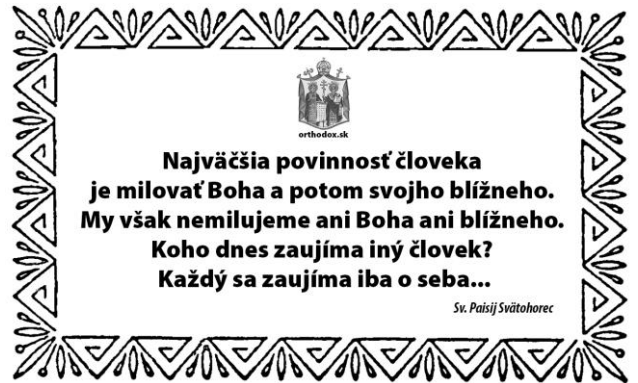 orthodox.sk
Najväčšia povinnosť človeka
je milovať Boha a potom svojho blížneho.
My však nemilujeme ani Boha ani blížneho.
Koho dnes zaujíma iný človek?
Každý sa zaujíma iba o seba...
Sv. Paisij Svätohorec